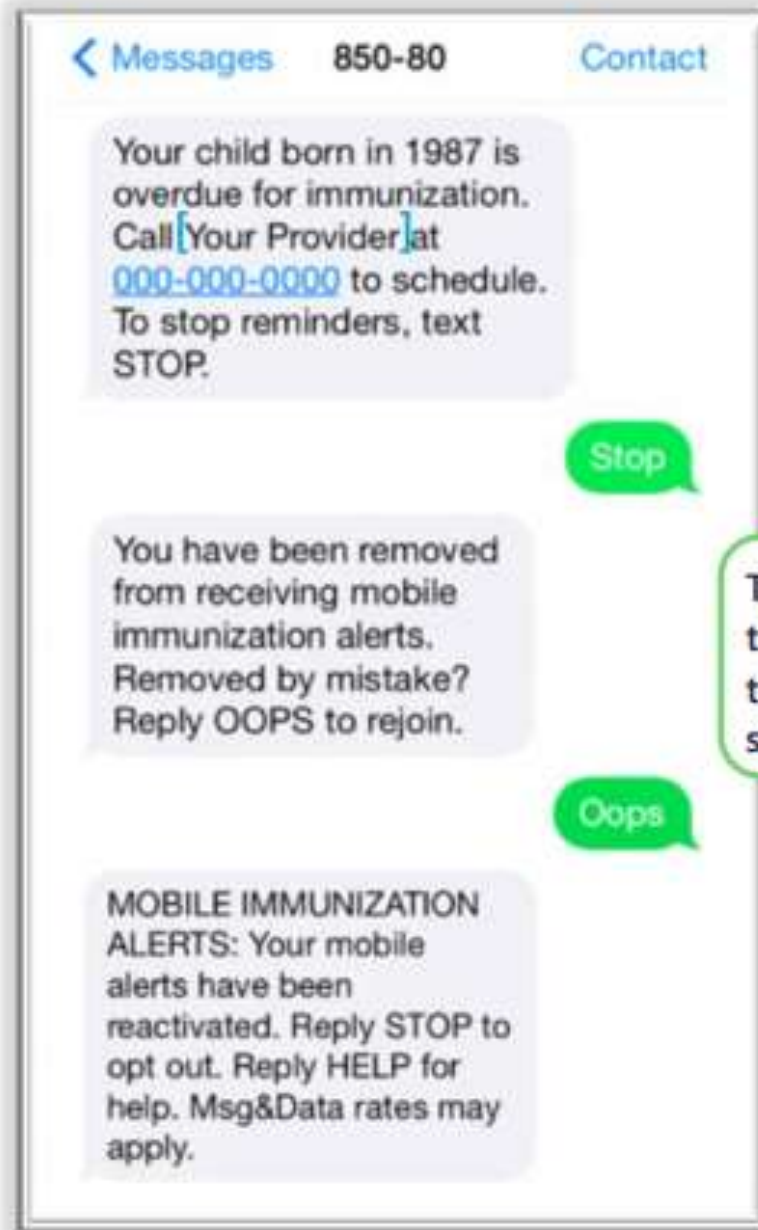 Messages 850-80 Contact
Your child born in 1987 is
overdue for immunization.
Call [Your Provider] at
000-000-0000 to schedule.
To stop reminders, text
STOP.
Stop
You have been removed
from receiving mobile
immunization alerts.
Removed by mistake?
Reply OOPS to rejoin.
Oops
MOBILE IMMUNIZATION
ALERTS: Your mobile
alerts have been
reactivated. Reply STOP to
opt out. Reply HELP for
help. Msg&Data rates may
apply.